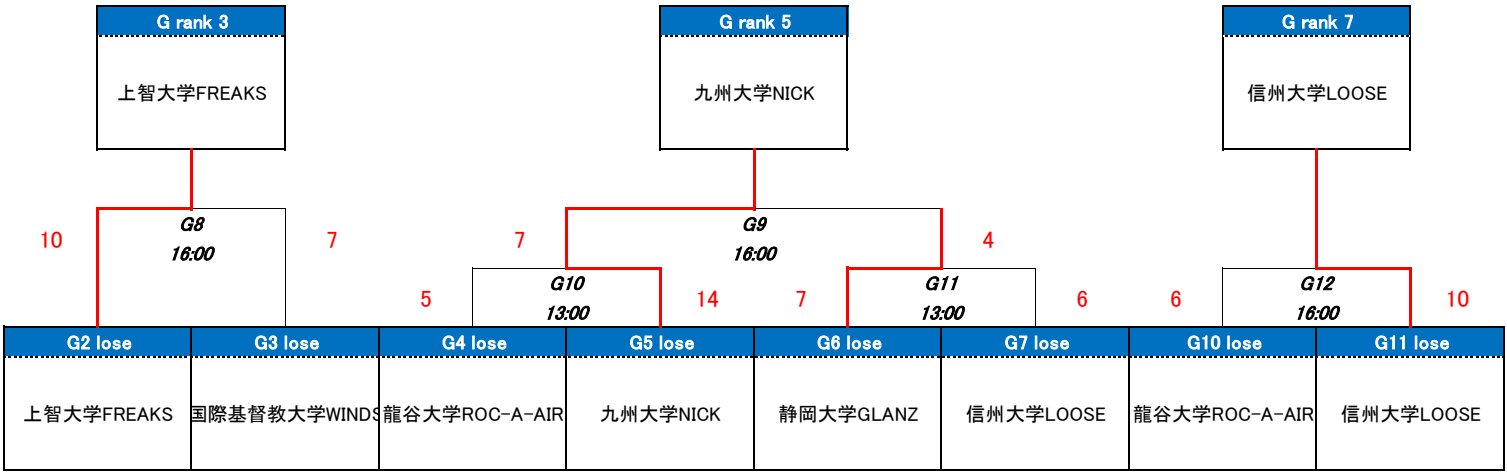 G rank 3
G rank 5
G rank 7
上智大学FREAKS
九州大学NICK
信州大学LOOSE
G8
G9
10
7
7
4
16:00
16:00
G10
G11
G12
5
14
7
6
6
10
13:00
13:00
16:00
G2 lose
G3 lose
G4 lose
G5 lose
G6 lose
G7 lose
G10 lose
G11 lose
上智大学FREAKS
国際基督教大学WINDS
龍谷大学ROC-A-AIR
九州大学NICK
静岡大学GLANZ
信州大学LOOSE
龍谷大学ROC-A-AIR
信州大学LOOSE